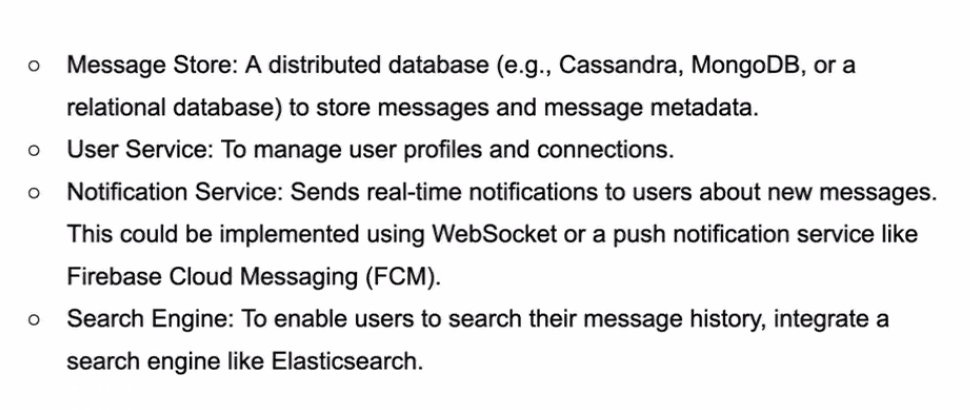 ○ Message Store: A distributed database (e.g., Cassandra, MongoDB, or a
relational database) to store messages and message metadata.
○ User Service: To manage user profiles and connections.
○ Notification Service: Sends real-time notifications to users about new messages.
This could be implemented using WebSocket or a push notification service like
Firebase Cloud Messaging (FCM).
○ Search Engine: To enable users to search their message history, integrate a
search engine like Elasticsearch.